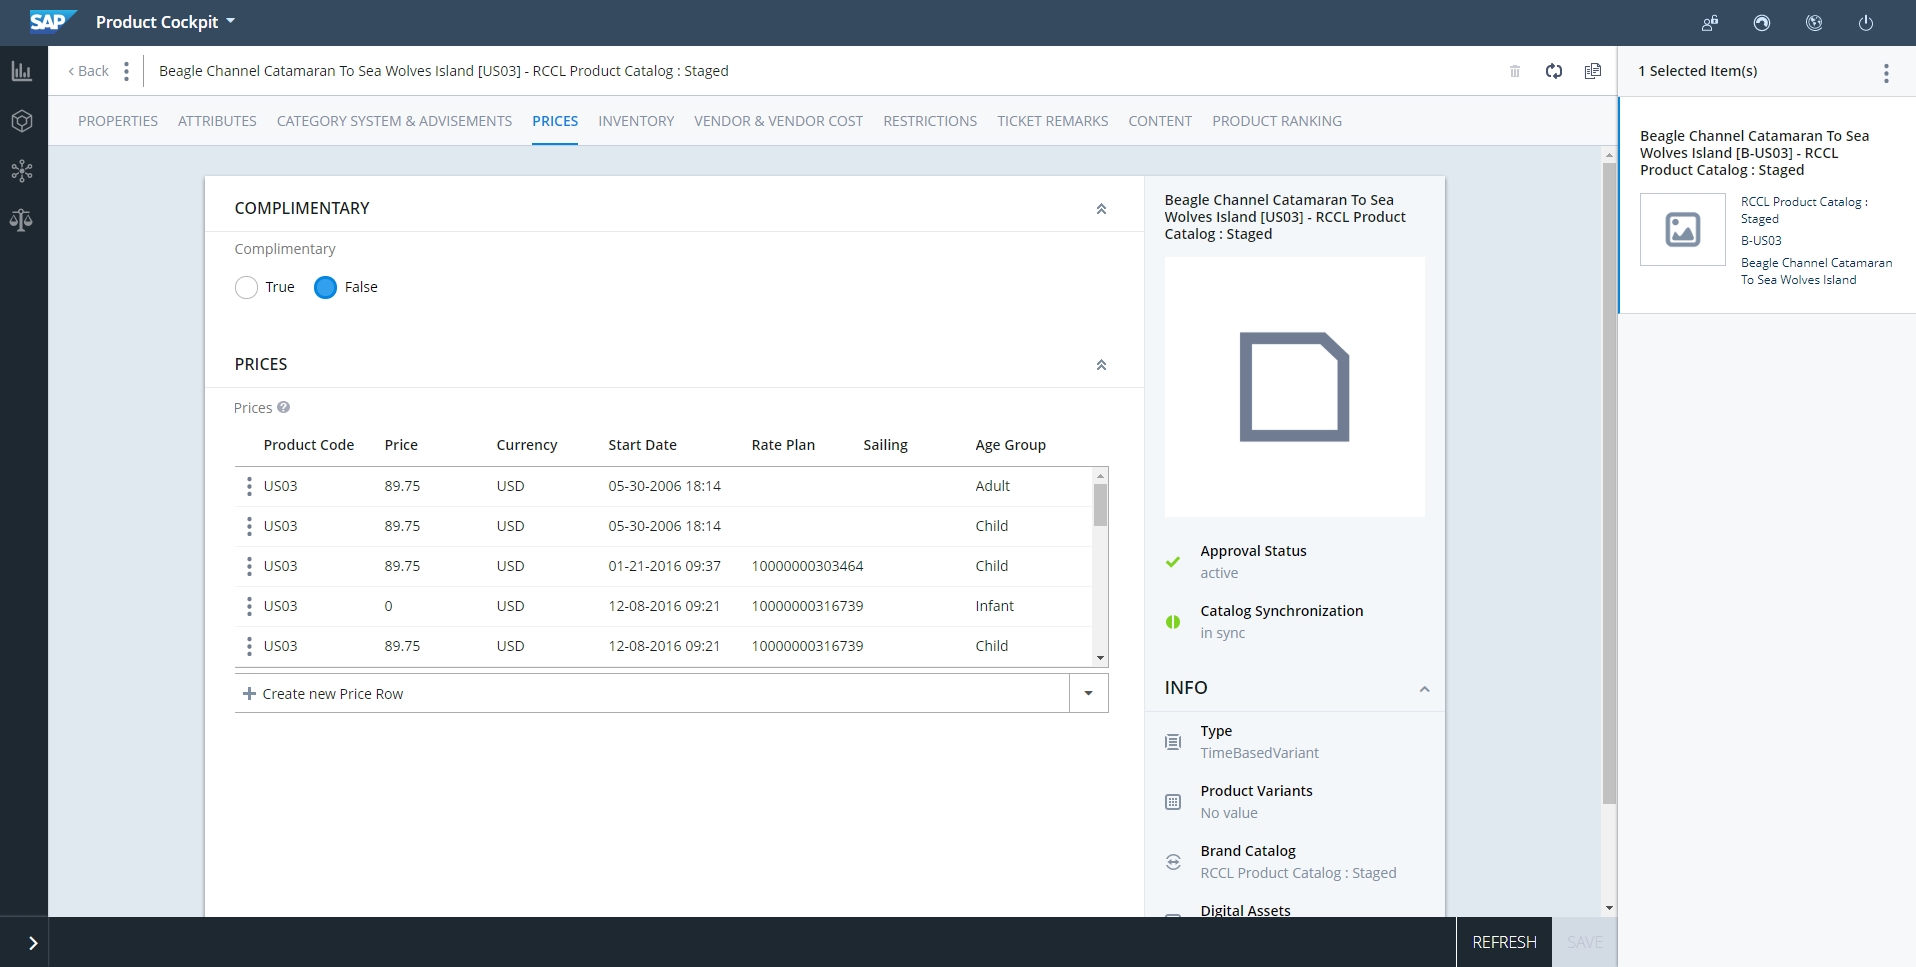 SAP Product Cockpit
Back
Beagle Channel Catamaran To Sea Wolves Island [US03] - RCCL Product Catalog : Staged
PROPERTIES ATTRIBUTES CATEGORY SYSTEM & ADVISEMENTS PRICES INVENTORY VENDOR & VENDOR COST RESTRICTIONS TICKET REMARKS CONTENT PRODUCT RANKING
COMPLIMENTARY
Complimentary
True False
PRICES
Prices
Product Code Price Currency Start Date Rate Plan Sailing Age Group
US03 89.75 USD 05-30-2006 18:14 Adult
US03 89.75 USD 05-30-2006 18:14 Child
US03 89.75 USD 01-21-2016 09:37 10000000303464 Child
US03 0 USD 12-08-2016 09:21 10000000316739 Infant
US03 89.75 USD 12-08-2016 09:21 10000000316739 Child
Create new Price Row
Beagle Channel Catamaran To Sea
Wolves Island [US03] - RCCL Product
Catalog : Staged
Approval Status
active
Catalog Synchronization
in sync
INFO
Type
TimeBasedVariant
Product Variants
No value
Brand Catalog
RCCL Product Catalog : Staged
Digital Assets
1 Selected Item(s)
Beagle Channel Catamaran To Sea
Wolves Island [B-US03] - RCCL
Product Catalog : Staged
RCCL Product Catalog :
Staged
B-US03
Beagle Channel Catamaran
To Sea Wolves Island
REFRESH SAVE